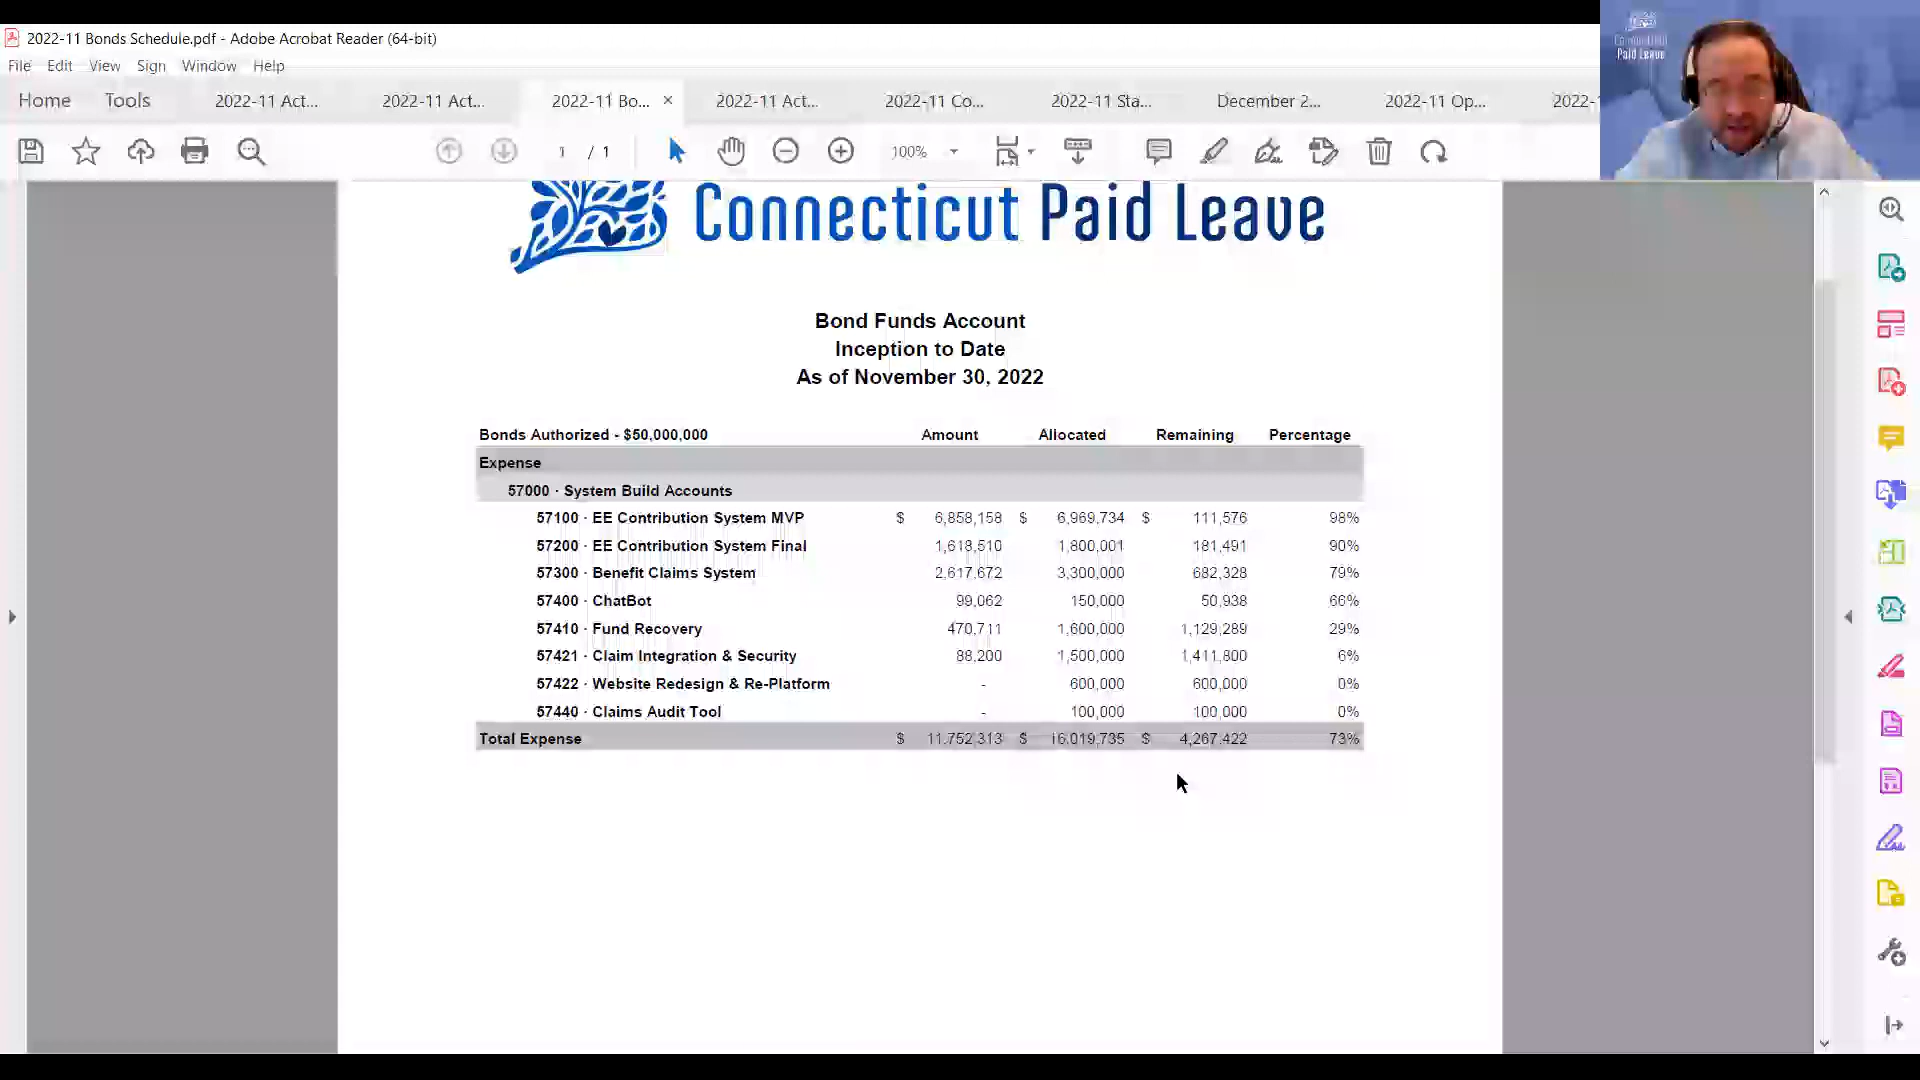 2022-11 Bonds Schedule.pdf - Adobe Acrobat Reader (64-bit)
File Edit View Sign Window Help
Home Tools 2022-11 Act... 2022-11 Act... 2022-11 Bo... × 2022-11 Act... 2022-11 Co... 2022-11 Sta... December 2... 2022-11 Op... 2022-1
1 / 1 100%
Connecticut
Paid Leave
Connecticut Paid Leave
Bond Funds Account
Inception to Date
As of November 30, 2022
Bonds Authorized - $50,000,000 Amount Allocated Remaining Percentage
Expense
57000 · System Build Accounts
57100 · EE Contribution System MVP $ 6,858,158 $ 6,969,734 $ 111,576 98%
57200 · EE Contribution System Final 1,618,510 1,800,001 181,491 90%
57300 · Benefit Claims System 2,617,672 3,300,000 682,328 79%
57400 · ChatBot 99,062 150,000 50,938 66%
57410 · Fund Recovery 470,711 1,600,000 1,129,289 29%
57421 · Claim Integration & Security 88,200 1,500,000 1,411,800 6%
57422 · Website Redesign & Re-Platform - 600,000 600,000 0%
57440 · Claims Audit Tool - 100,000 100,000 0%
Total Expense $ 11,752,313 $ 16,019,735 $ 4,267,422 73%